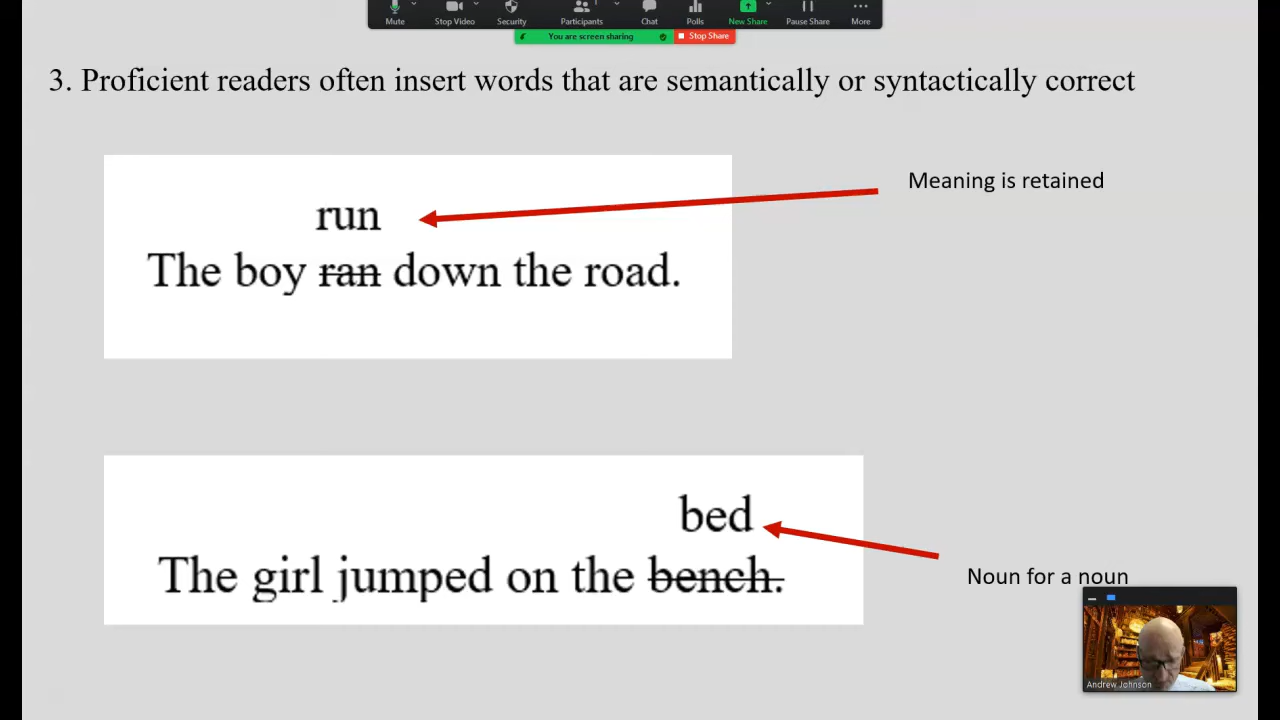 Mute Stop Video Security Participants Chat Polls New Share Pause Share More
You are screen sharing Stop Share
3. Proficient readers often insert words that are semantically or syntactically correct
Meaning is retained
run
The boy ran down the road.
bed
The girl jumped on the bench.
Noun for a noun
Andrew Johnson